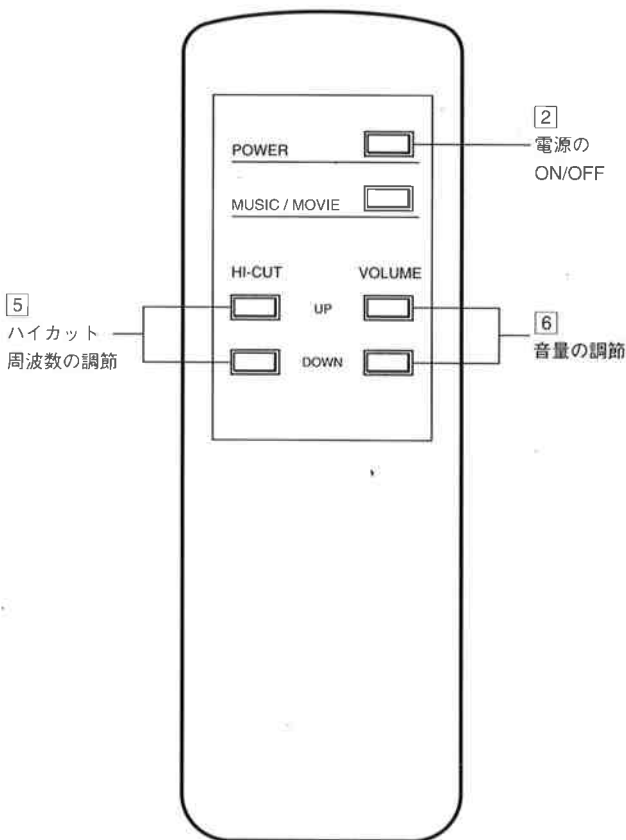 POWER
2
電源の
ON/OFF
MUSIC / MOVIE
HI-CUT VOLUME
5
ハイカット
周波数の調節
UP
6
音量の調節
DOWN